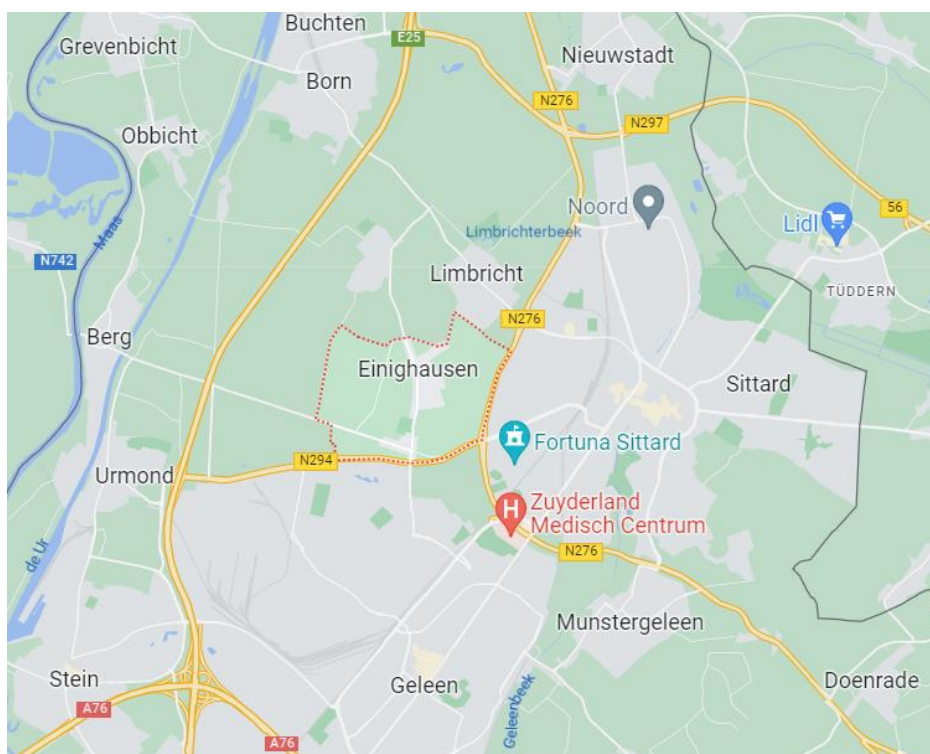 Buchten
Grevenbicht
E25
Nieuwstadt
Born
N276
N297
Obbicht
Noord
56
Maas
Limbrichterbeek
Lidl
N742
Limbricht
TÜDDERN
N276
Berg
Einighausen
Sittard
Fortuna Sittard
N294
Urmond
Zuyderland
Medisch Centrum
de Ur
N276
Munstergeleen
Stein
Geleen
Doenrade
Geleenbeek
A76
A76